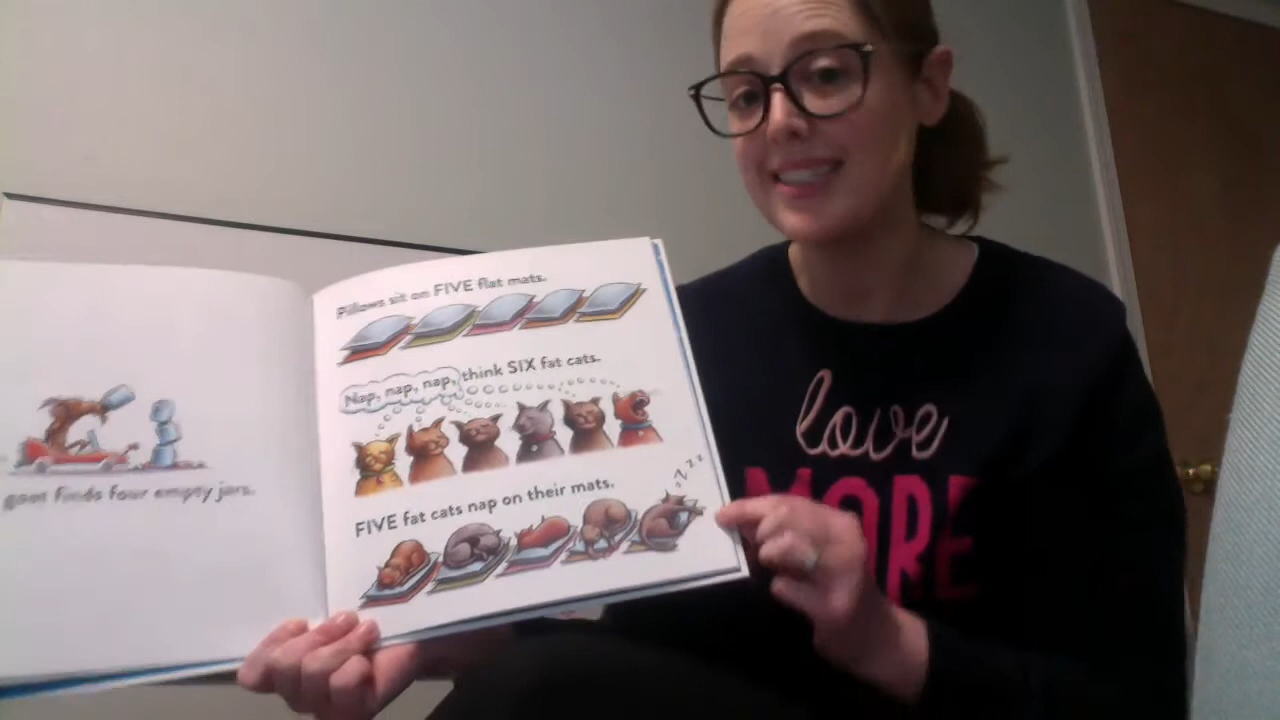 goat finds four empty jars.
Pillows sit on FIVE flat mats.
Nap, nap, nap, think SIX fat cats.
FIVE fat cats nap on their mats.
zzzz
love
MORE